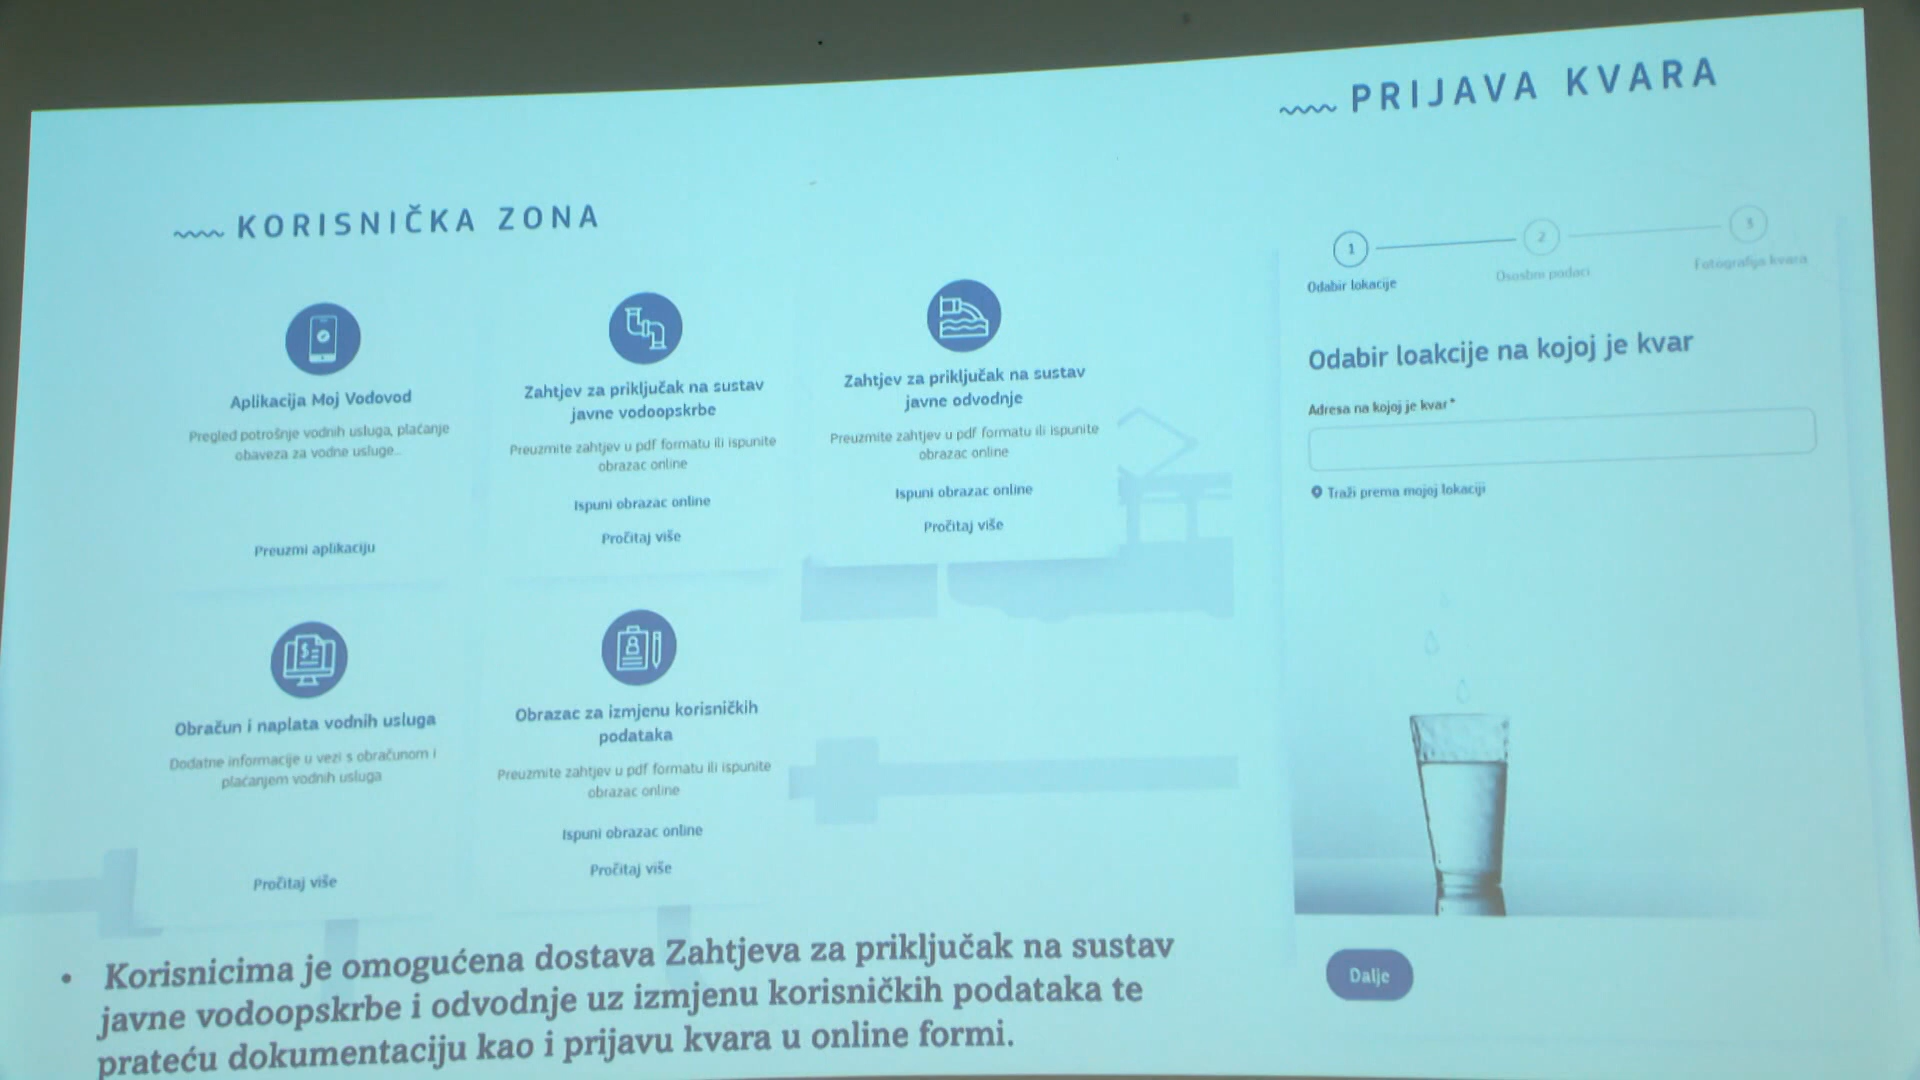 PRIJAVA KVARA
KORISNIČKA ZONA
Aplikacija Moj Vodovod
Pregled potrošnje vodnih usluga, plaćanje
obaveza za vodne usluge...
Preuzmi aplikaciju
Zahtjev za priključak na sustav
javne vodoopskrbe
Preuzmite zahtjev u pdf formatu ili ispunite
obrazac online
Ispuni obrazac online
Pročitaj više
Zahtjev za priključak na sustav
javne odvodnje
Preuzmite zahtjev u pdf formatu ili ispunite
obrazac online
Ispuni obrazac online
Pročitaj više
Obračun i naplata vodnih usluga
Dodatne informacije u vezi s obračunom i
plaćanjem vodnih usluga
Pročitaj više
Obrazac za izmjenu korisničkih
podataka
Preuzmite zahtjev u pdf formatu ili ispunite
obrazac online
Ispuni obrazac online
Pročitaj više
• Korisnicima je omogućena dostava Zahtjeva za priključak na sustav
javne vodoopskrbe i odvodnje uz izmjenu korisničkih podataka te
prateću dokumentaciju kao i prijavu kvara u online formi.
1
2
3
Odabir lokacije
Ososbni podaci
Fotografija kvara
Odabir loakcije na kojoj je kvar
Adresa na kojoj je kvar*
Traži prema mojoj lokaciji
Dalje